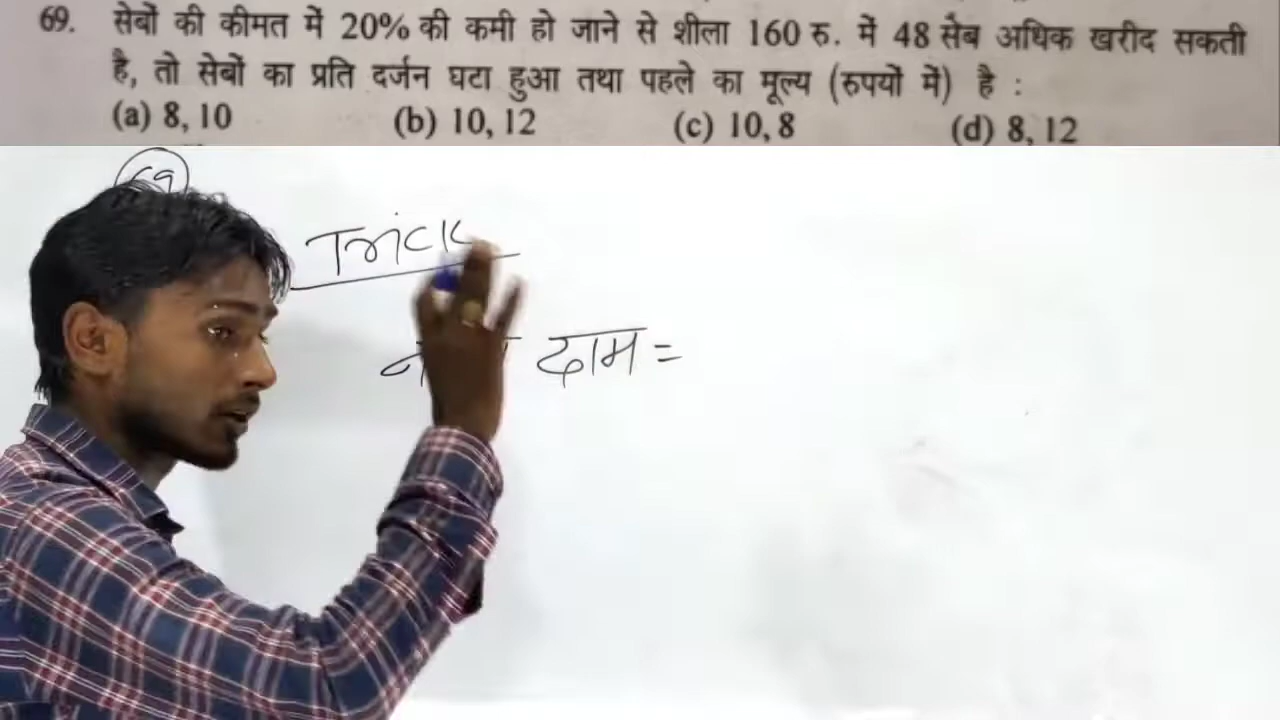 69. सेबों की कीमत में 20% की कमी हो जाने से शीला 160 रु. में 48 सेब अधिक खरीद सकती
है, तो सेबों का प्रति दर्जन घटा हुआ तथा पहले का मूल्य (रुपयों में) है :
(a) 8, 10 (b) 10, 12 (c) 10, 8 (d) 8, 12
69
Trick
दाम =